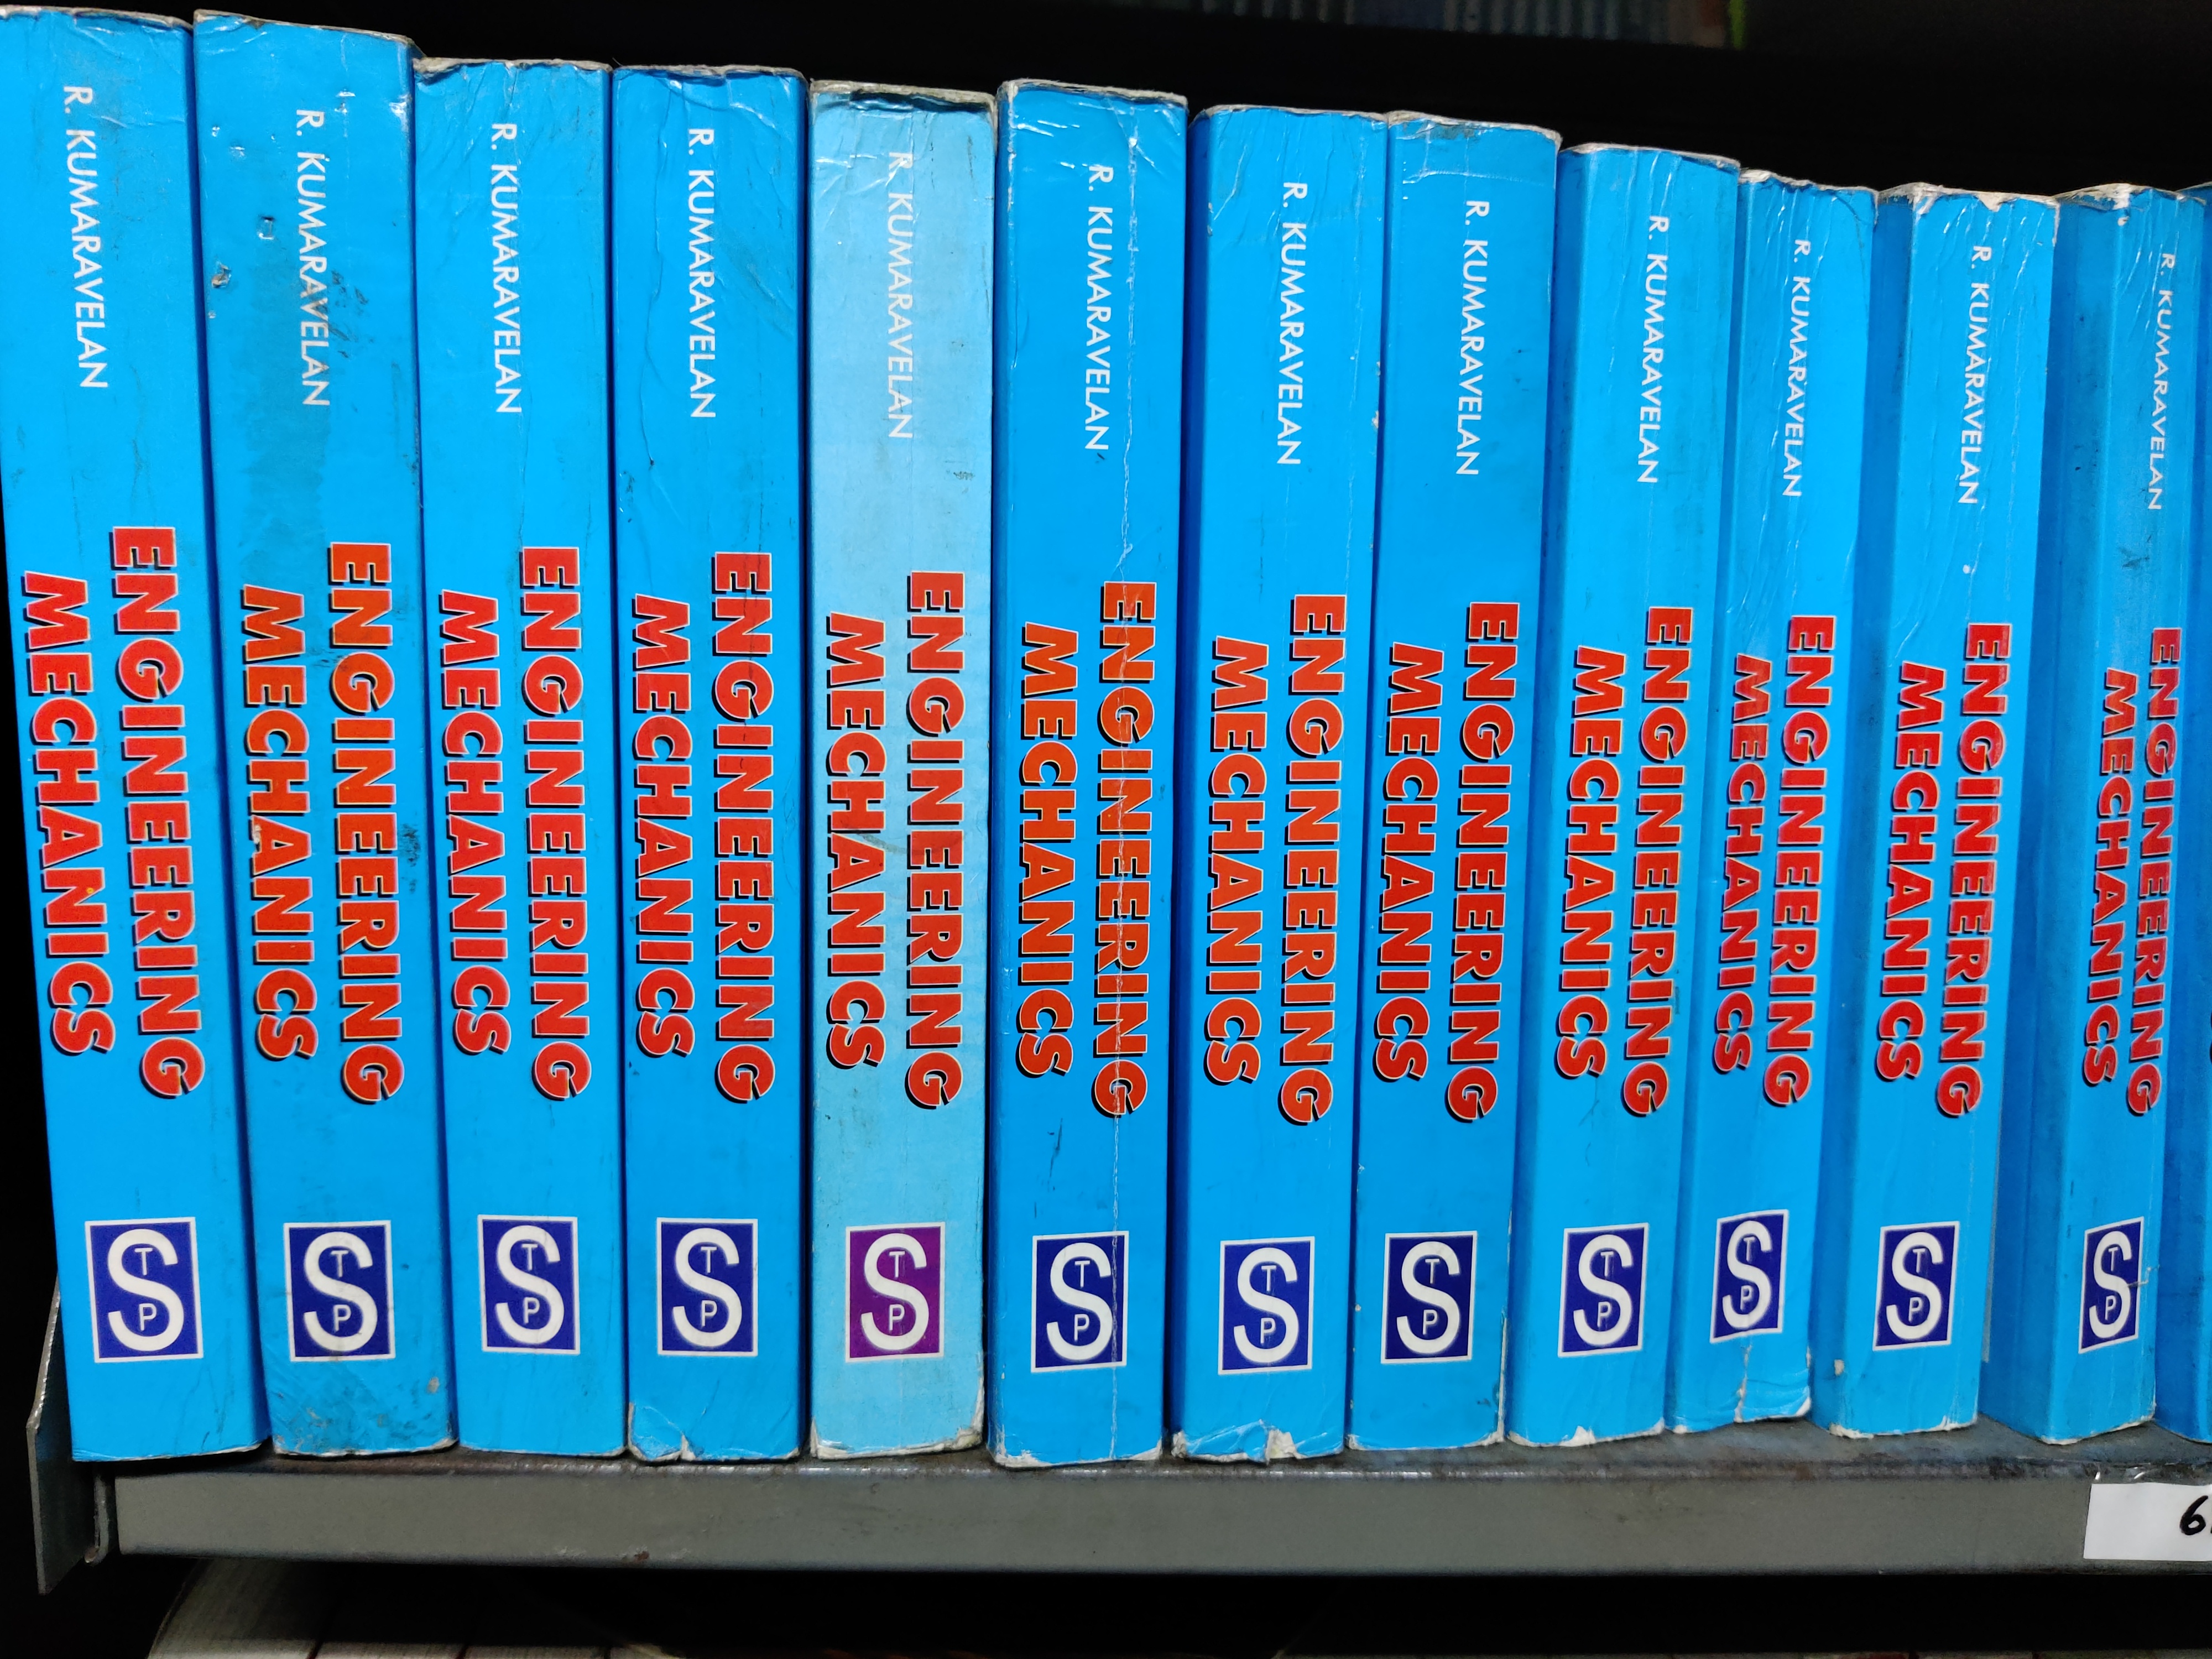 R. KUMARAVELAN
ENGINEERING
MECHANICS
STP
R. KUMARAVELAN
ENGINEERING
MECHANICS
STP
R. KUMARAVELAN
ENGINEERING
MECHANICS
STP
R. KUMARAVELAN
ENGINEERING
MECHANICS
STP
R. KUMARAVELAN
ENGINEERING
MECHANICS
STP
R. KUMARAVELAN
ENGINEERING
MECHANICS
STP
R. KUMARAVELAN
ENGINEERING
MECHANICS
STP
R. KUMARAVELAN
ENGINEERING
MECHANICS
STP
R. KUMARAVELAN
ENGINEERING
MECHANICS
STP
R. KUMARAVELAN
ENGINEERING
MECHANICS
STP
R. KUMARAVELAN
ENGINEERING
MECHANICS
STP
R. KUMARAVELAN
ENGINEERING
MECHANICS
STP